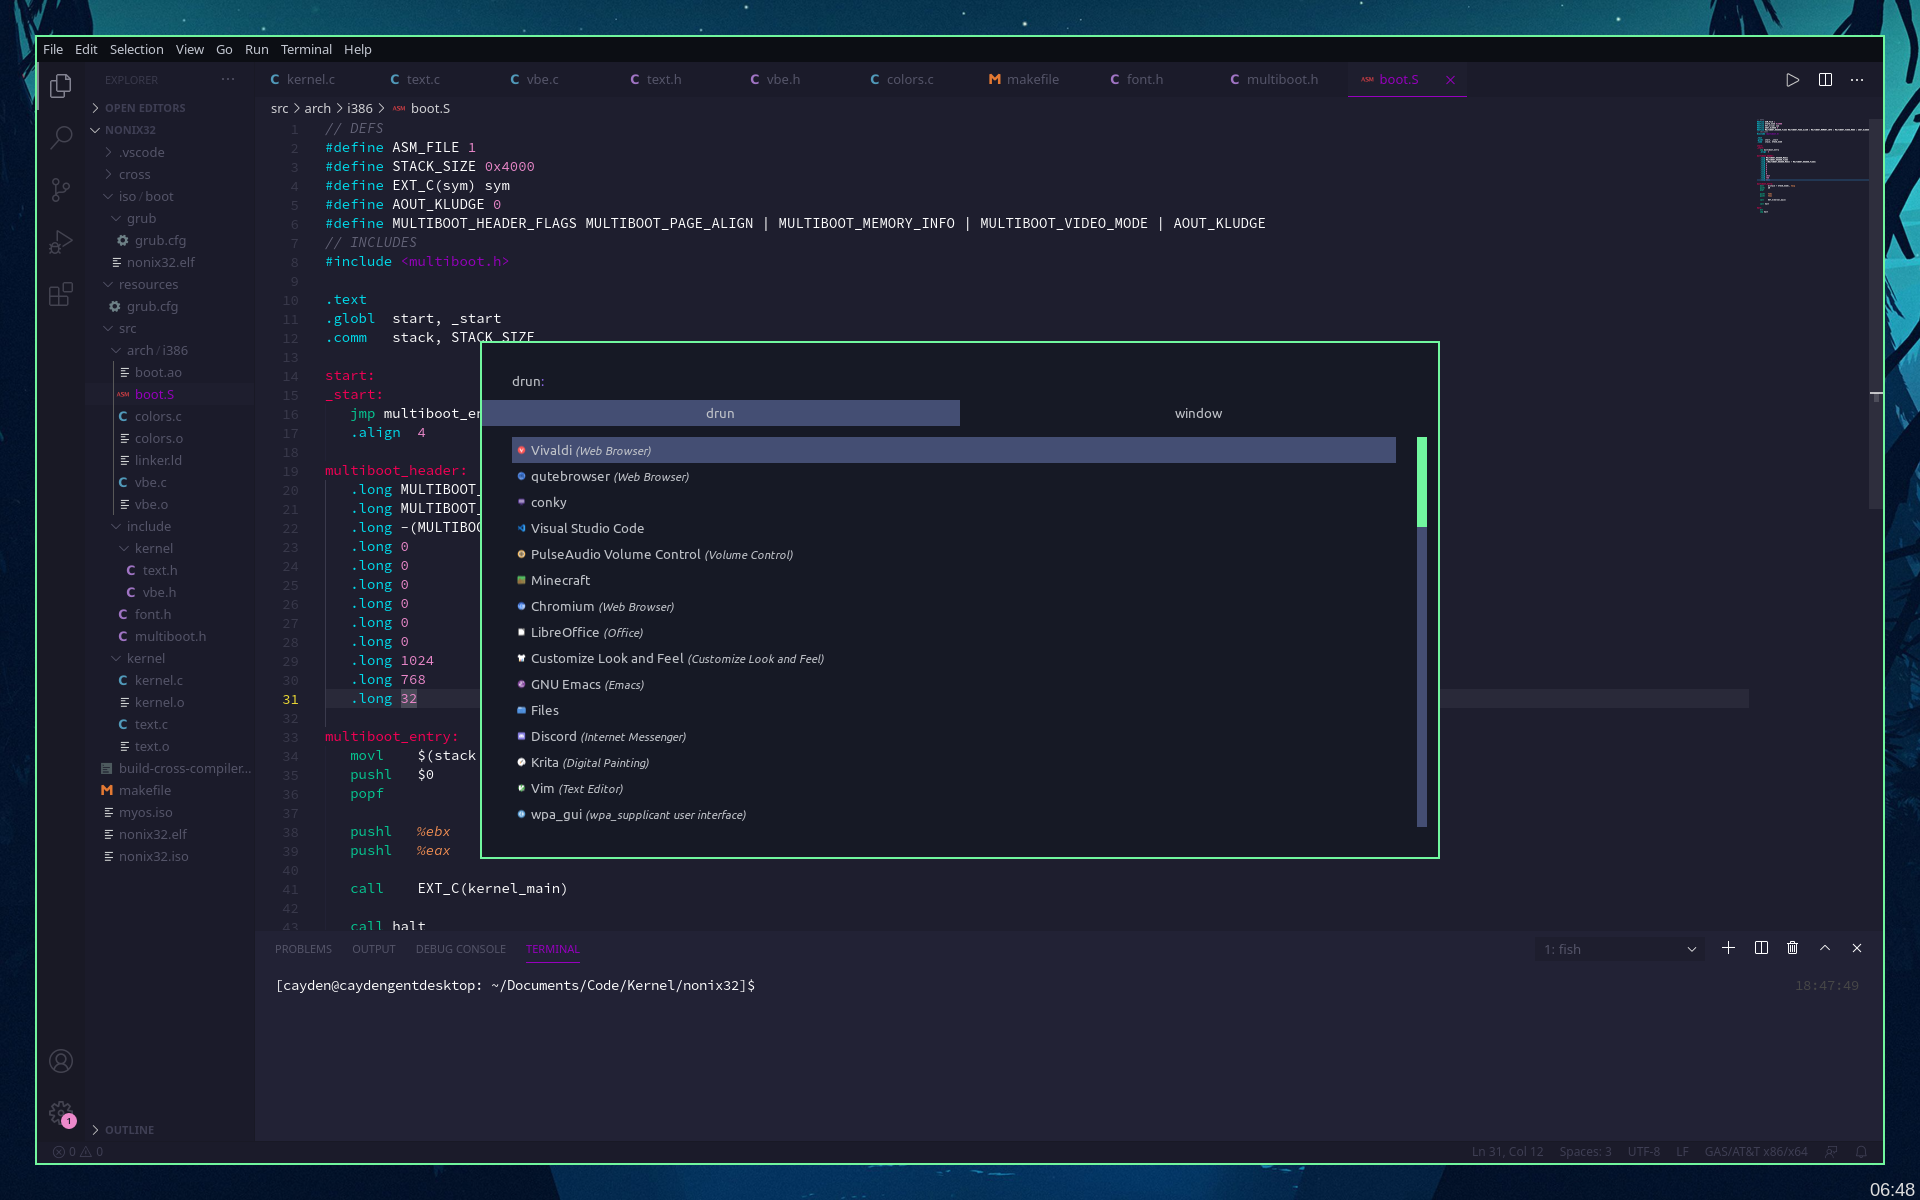 File Edit Selection View Go Run Terminal Help
EXPLORER ···
kernel.c text.c vbe.c text.h vbe.h colors.c makefile font.h multiboot.h boot.S
src > arch > i386 > ASM boot.S
OPEN EDITORS
NONIX32
.vscode
cross
iso / boot
grub
grub.cfg
nonix32.elf
resources
grub.cfg
src
arch / i386
boot.ao
boot.S
colors.c
colors.o
linker.ld
vbe.c
vbe.o
include
kernel
text.h
vbe.h
font.h
multiboot.h
kernel
kernel.c
kernel.o
text.c
text.o
build-cross-compiler...
makefile
myos.iso
nonix32.elf
nonix32.iso
OUTLINE
1 // DEFS
2 #define ASM_FILE 1
3 #define STACK_SIZE 0x4000
4 #define EXT_C(sym) sym
5 #define AOUT_KLUDGE 0
6 #define MULTIBOOT_HEADER_FLAGS MULTIBOOT_PAGE_ALIGN | MULTIBOOT_MEMORY_INFO | MULTIBOOT_VIDEO_MODE | AOUT_KLUDGE
7 // INCLUDES
8 #include <multiboot.h>
9
10 .text
11 .globl start, _start
12 .comm stack, STACK_SIZE
13
14 start:
15 _start:
16 jmp multiboot_en
17 .align 4
18
19 multiboot_header:
20 .long MULTIBOOT_
21 .long MULTIBOOT_
22 .long -(MULTIBOO
23 .long 0
24 .long 0
25 .long 0
26 .long 0
27 .long 0
28 .long 0
29 .long 1024
30 .long 768
31 .long 32
32
33 multiboot_entry:
34 movl $(stack
35 pushl $0
36 popf
37
38 pushl %ebx
39 pushl %eax
40
41 call EXT_C(kernel_main)
42
43 call halt
drun:
drun window
Vivaldi (Web Browser)
qutebrowser (Web Browser)
conky
Visual Studio Code
PulseAudio Volume Control (Volume Control)
Minecraft
Chromium (Web Browser)
LibreOffice (Office)
Customize Look and Feel (Customize Look and Feel)
GNU Emacs (Emacs)
Files
Discord (Internet Messenger)
Krita (Digital Painting)
Vim (Text Editor)
wpa_gui (wpa_supplicant user interface)
PROBLEMS OUTPUT DEBUG CONSOLE TERMINAL 1: fish
[cayden@caydengentdesktop: ~/Documents/Code/Kernel/nonix32]$ 18:47:49
1
0 0 Ln 31, Col 12 Spaces: 3 UTF-8 LF GAS/AT&T x86/x64
06:48